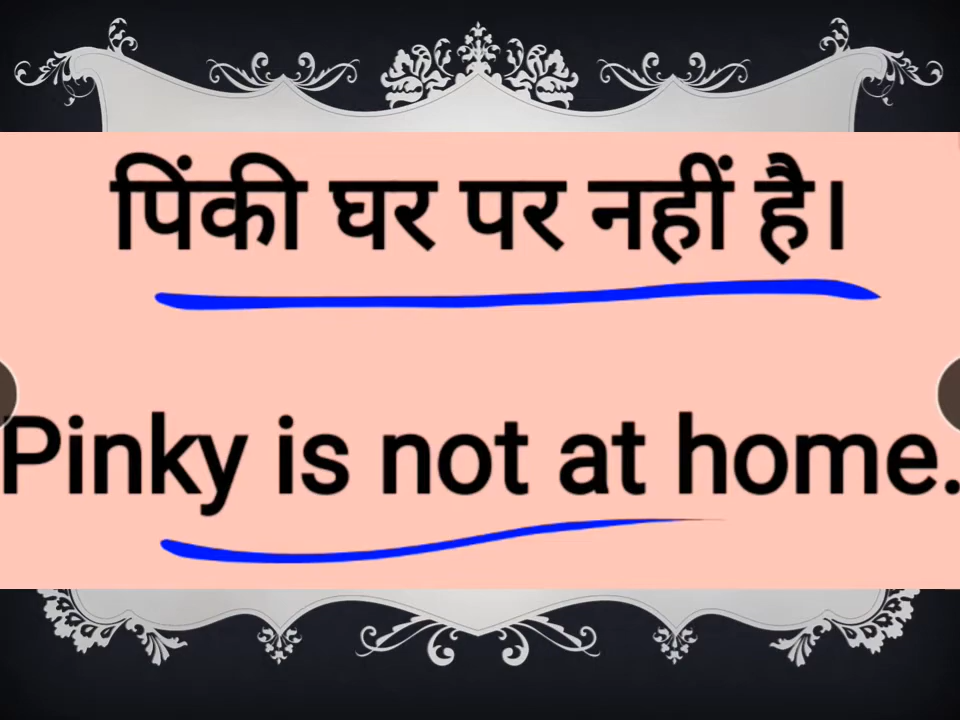 पिंकी घर पर नहीं है।
Pinky is not at home.